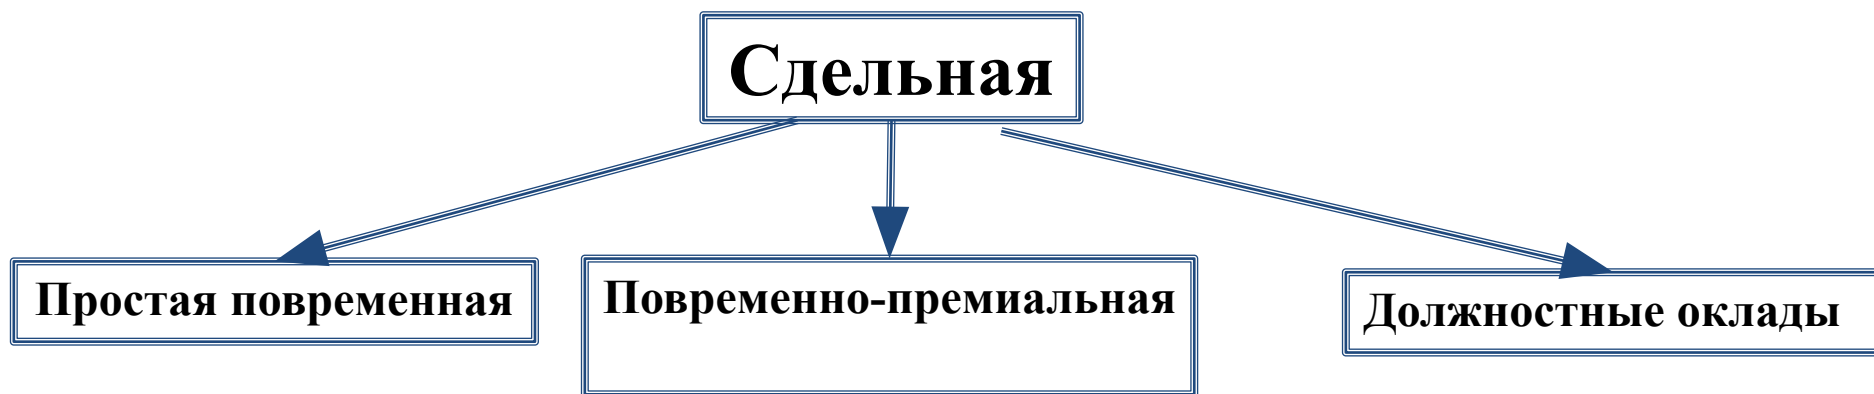 Сдельная
Простая повременная
Повременно-премиальная
Должностные оклады